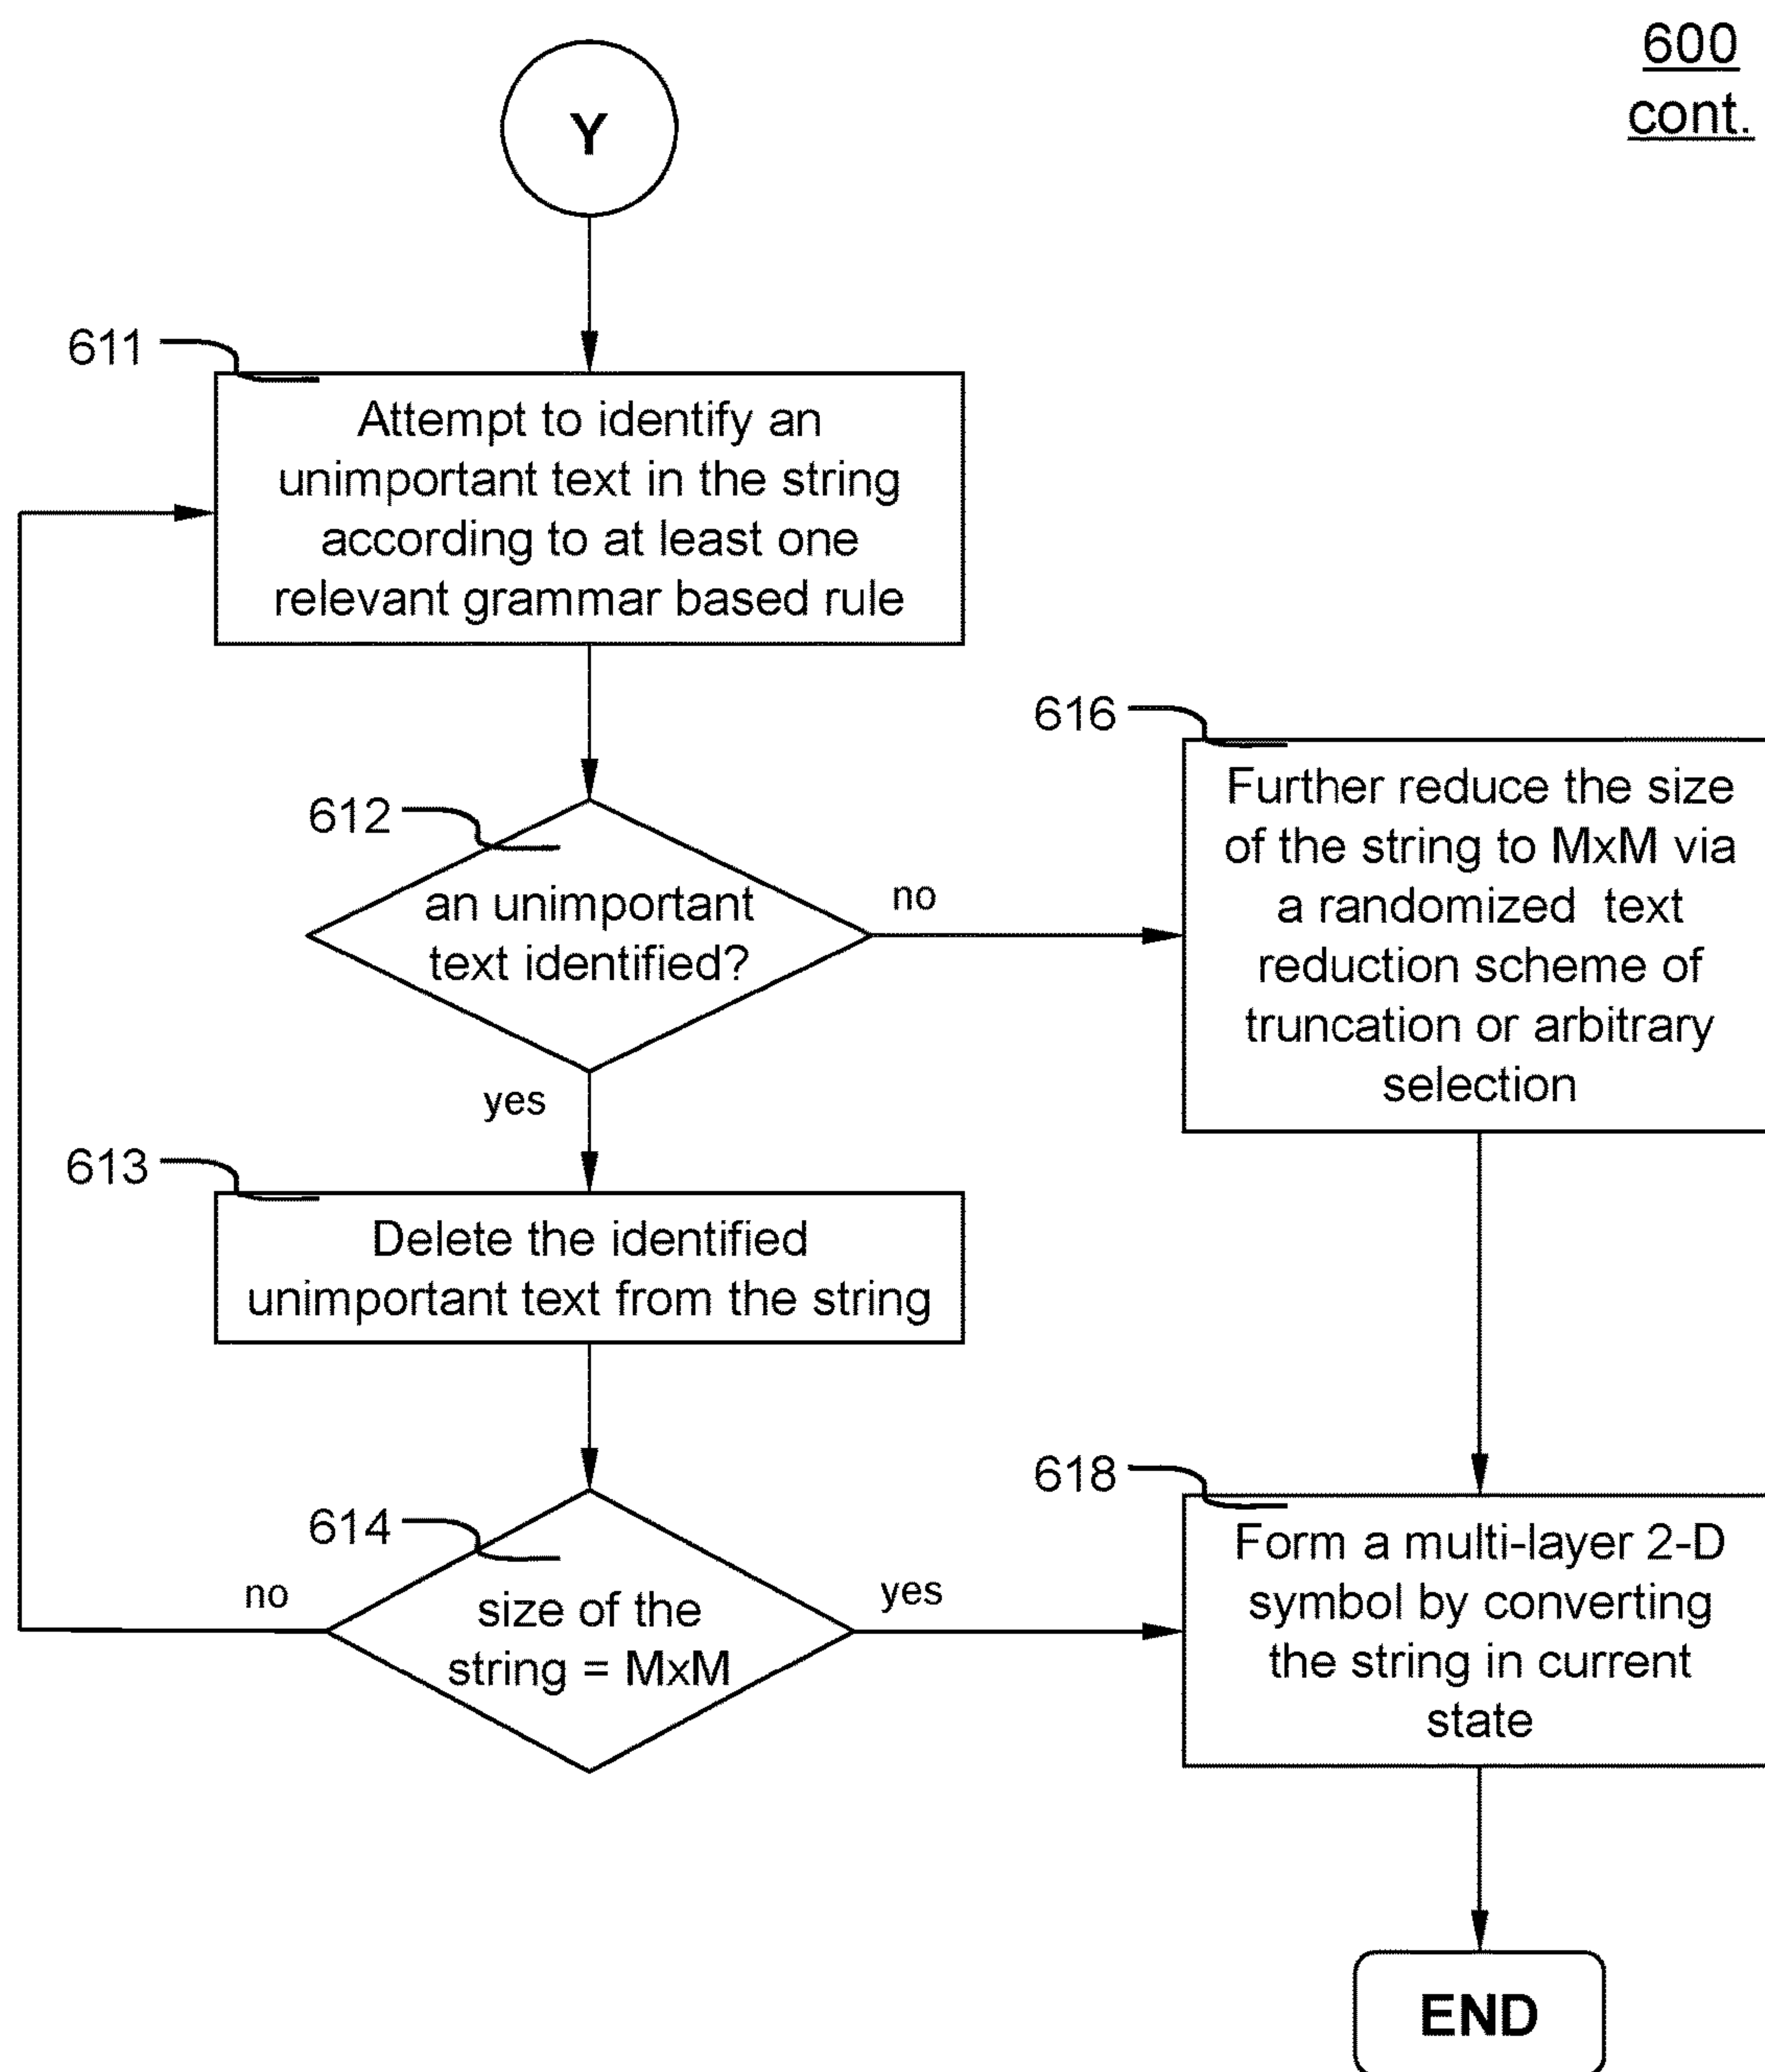 600
cont.
Y
611
Attempt to identify an
unimportant text in the string
according to at least one
relevant grammar based rule
612
an unimportant
text identified?
no
yes
616
Further reduce the size
of the string to MxM via
a randomized text
reduction scheme of
truncation or arbitrary
selection
613
Delete the identified
unimportant text from the string
614
size of the
string = MxM
no
yes
618
Form a multi-layer 2-D
symbol by converting
the string in current
state
END